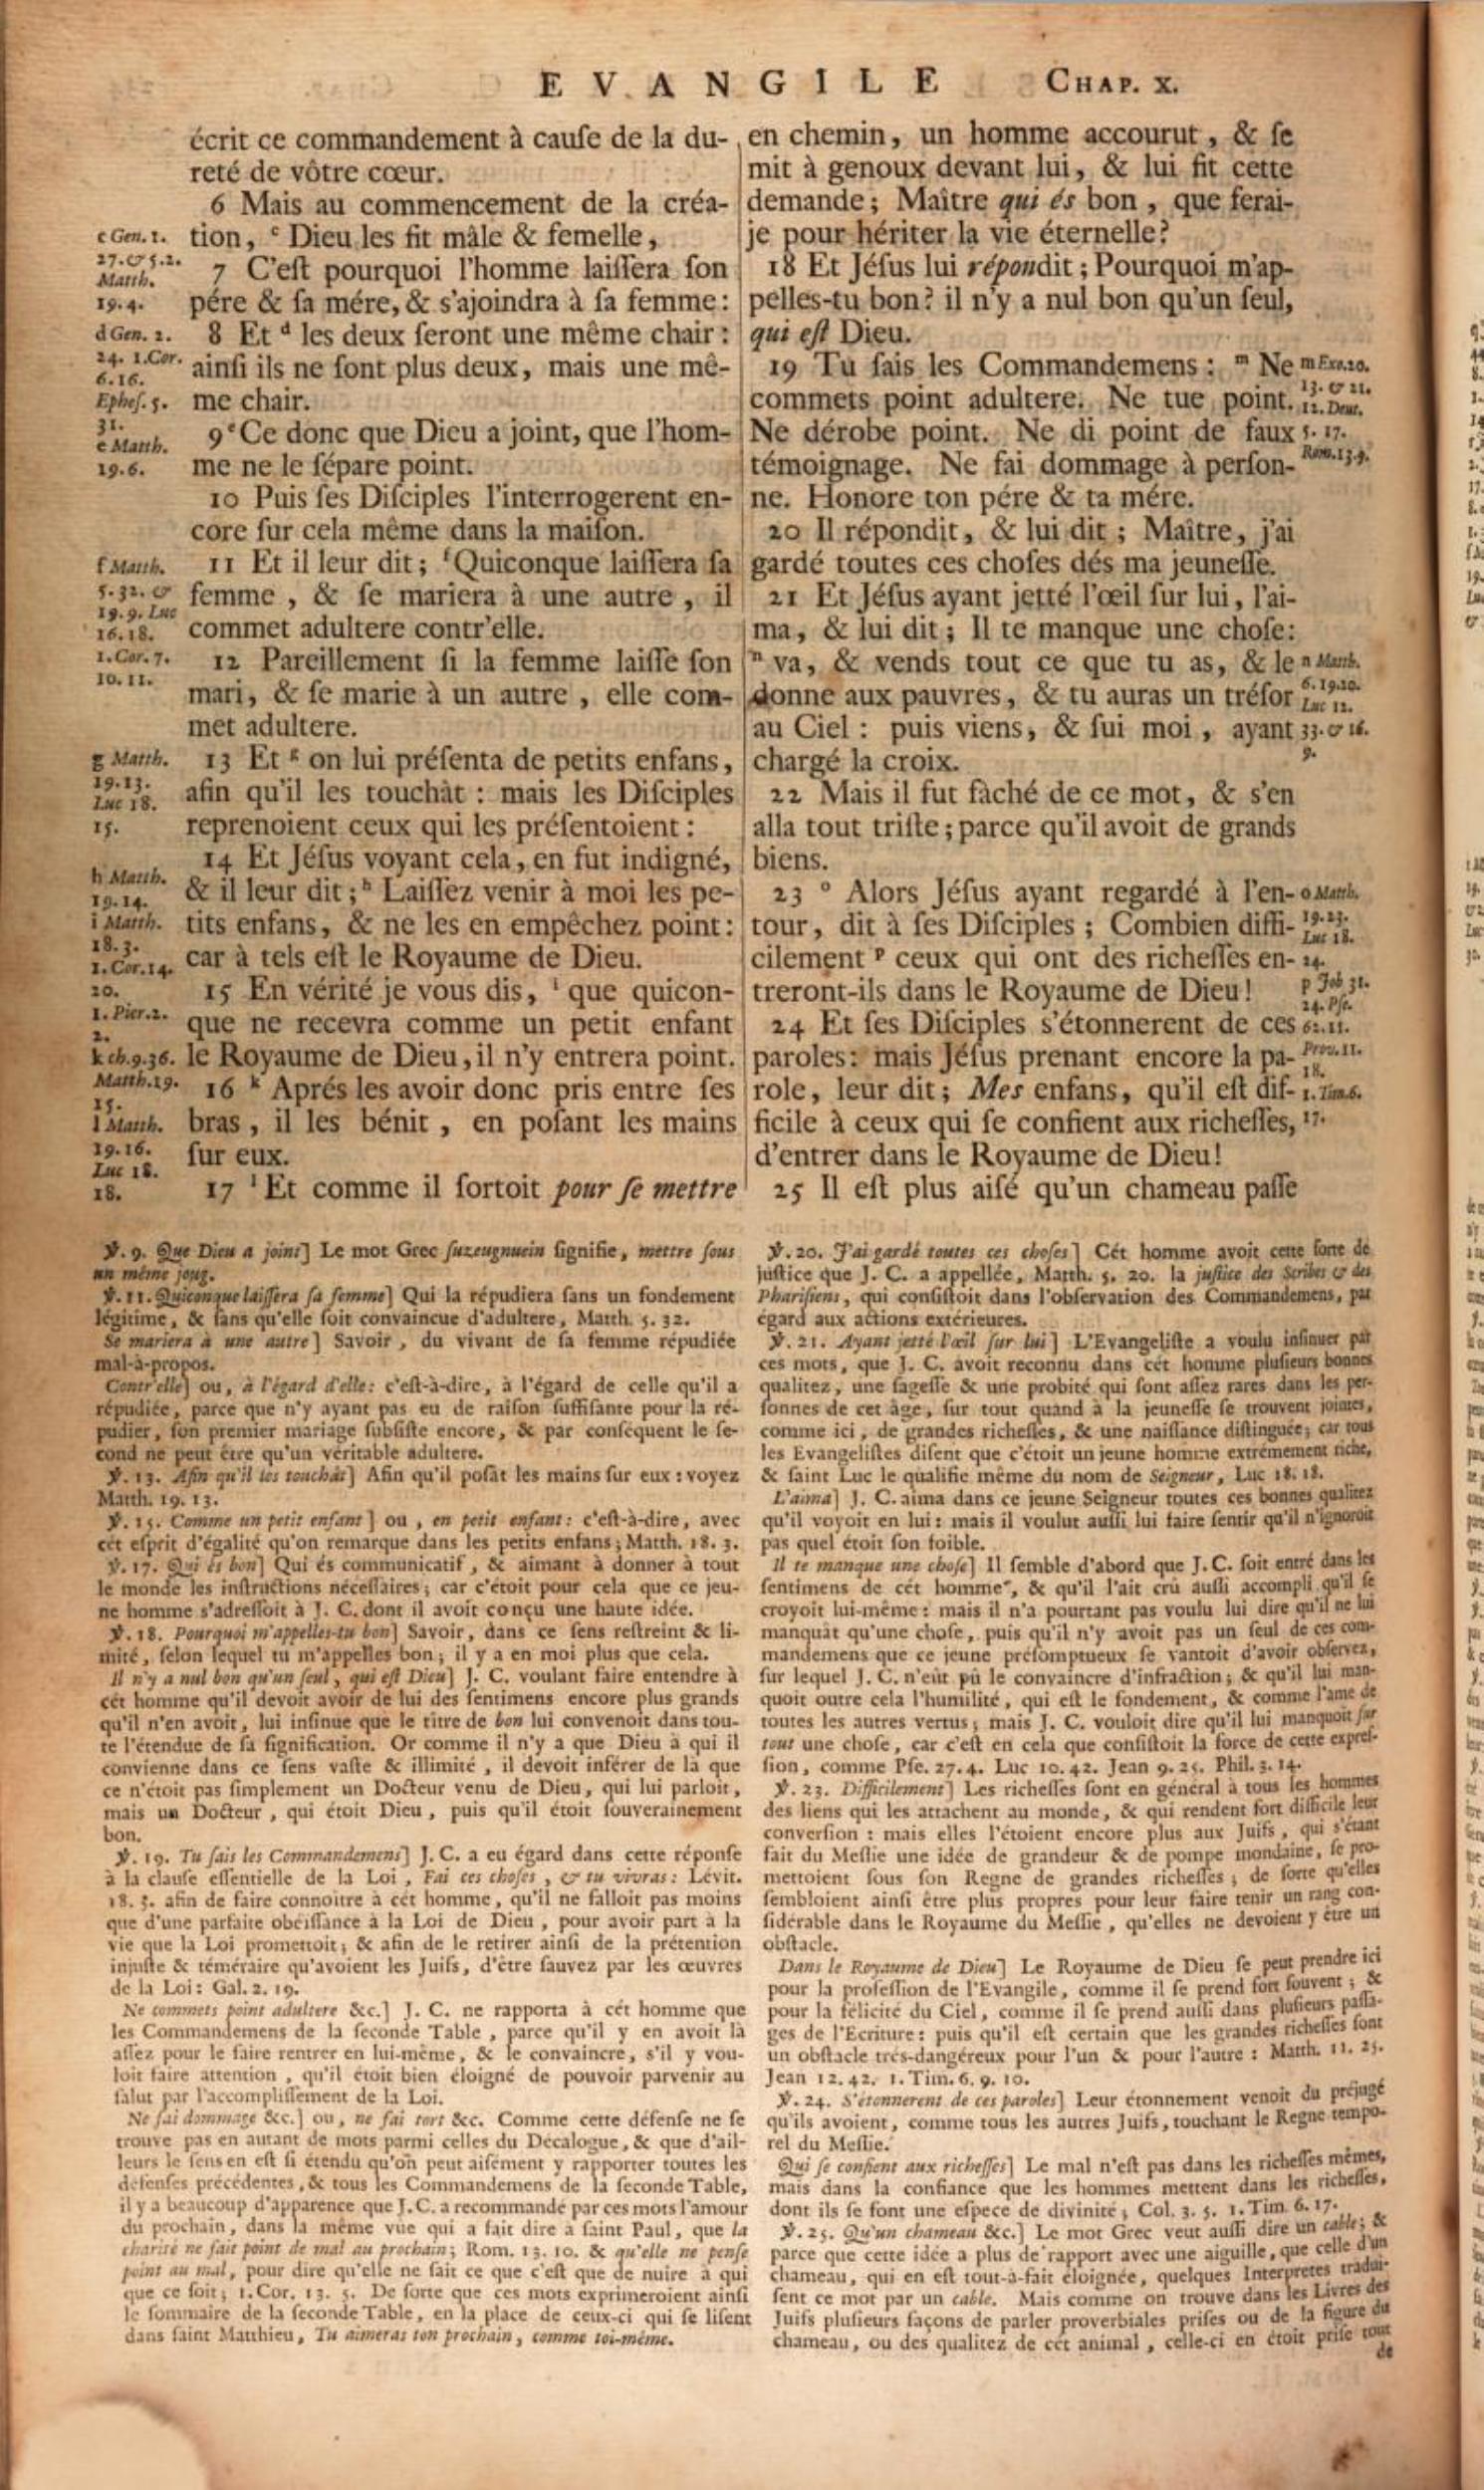 EVANGILE CHAP. X.
écrit ce commandement à cauſe de la du-
reté de vôtre cœur.
6 Mais au commencement de la créa-
tion, ᶜ Dieu les fit mâle & femelle,
7 C'eſt pourquoi l'homme laiſſera ſon
pére & ſa mére, & s'ajoindra à ſa femme:
8 Et ᵈ les deux ſeront une même chair:
ainſi ils ne ſont plus deux, mais une mê-
me chair.
9 ᵉ Ce donc que Dieu a joint, que l'hom-
me ne le ſépare point.
10 Puis ſes Diſciples l'interrogerent en-
core ſur cela même dans la maiſon.
11 Et il leur dit; ᶠ Quiconque laiſſera ſa
femme, & ſe mariera à une autre, il
commet adultere contr'elle.
12 Pareillement ſi la femme laiſſe ſon
mari, & ſe marie à un autre, elle com-
met adultere.
13 Et ᵍ on lui préſenta de petits enfans,
afin qu'il les touchât: mais les Diſciples
reprenoient ceux qui les préſentoient:
14 Et Jéſus voyant cela, en fut indigné,
& il leur dit; ʰ Laiſſez venir à moi les pe-
tits enfans, & ne les en empêchez point:
car à tels eſt le Royaume de Dieu.
15 En vérité je vous dis, ⁱ que quicon-
que ne recevra comme un petit enfant
le Royaume de Dieu, il n'y entrera point.
16 ᵏ Aprés les avoir donc pris entre ſes
bras, il les bénit, en poſant les mains
ſur eux.
17 ˡ Et comme il ſortoit pour ſe mettre
c Gen. 1.
27. & 5.2.
Matth.
19. 4.
d Gen. 2.
24. 1.Cor.
6.16.
Epheſ. 5.
31.
e Matth.
19.6.
f Matth.
5.32. &
19.9. Luc
16.18.
1.Cor. 7.
10. 11.
g Matth.
19.13.
Luc 18.
15.
h Matth.
19.14.
i Matth.
18.3.
1.Cor.14.
20.
1. Pier.2.
2.
k ch.9.36.
Matth.19.
15.
l Matth.
19.16.
Luc 18.
18.
en chemin, un homme accourut, & ſe
mit à genoux devant lui, & lui fit cette
demande; Maître qui és bon, que ferai-
je pour hériter la vie éternelle?
18 Et Jéſus lui répondit; Pourquoi m'ap-
pelles-tu bon? il n'y a nul bon qu'un ſeul,
qui eſt Dieu.
19 Tu ſais les Commandemens: ᵐ Ne
commets point adultere. Ne tue point.
Ne dérobe point. Ne di point de faux
témoignage. Ne fai dommage à perſon-
ne. Honore ton pére & ta mére.
20 Il répondit, & lui dit; Maître, j'ai
gardé toutes ces choſes dés ma jeuneſſe.
21 Et Jéſus ayant jetté l'œil ſur lui, l'ai-
ma, & lui dit; Il te manque une choſe:
ⁿ va, & vends tout ce que tu as, & le
donne aux pauvres, & tu auras un tréſor
au Ciel: puis viens, & ſui moi, ayant
chargé la croix.
22 Mais il fut fâché de ce mot, & s'en
alla tout triſte; parce qu'il avoit de grands
biens.
23 ᵒ Alors Jéſus ayant regardé à l'en-
tour, dit à ſes Diſciples; Combien diffi-
cilement ᵖ ceux qui ont des richeſſes en-
treront-ils dans le Royaume de Dieu!
24 Et ſes Diſciples s'étonnerent de ces
paroles: mais Jéſus prenant encore la pa-
role, leur dit; Mes enfans, qu'il eſt dif-
ficile à ceux qui ſe confient aux richeſſes,
d'entrer dans le Royaume de Dieu!
25 Il eſt plus aiſé qu'un chameau paſſe
m Exo.20.
13. & 21.
12. Deut.
5. 17.
Rom.13.9.
n Matth.
6. 19.20.
Luc 12.
33. & 16.
9.
o Matth.
19.23.
Luc 18.
24.
p Job 31.
24. Pſe.
62.11.
Prov.11.
18.
1. Tim.6.
17.
℣. 9. Que Dieu a joint] Le mot Grec ſuzeugnuein ſignifie, mettre ſous
un même joug.
℣. 11. Quiconque laiſſera ſa femme] Qui la répudiera ſans un fondement
légitime, & ſans qu'elle ſoit convaincue d'adultere, Matth. 5. 32.
Se mariera à une autre] Savoir, du vivant de ſa femme répudiée
mal-à-propos.
Contr'elle] ou, à l'égard d'elle: c'eſt-à-dire, à l'égard de celle qu'il a
répudiée, parce que n'y ayant pas eu de raiſon ſuffiſante pour la ré-
pudier, ſon premier mariage ſubſiſte encore, & par conſéquent le ſe-
cond ne peut être qu'un véritable adultere.
℣. 13. Afin qu'il les touchât] Afin qu'il poſât les mains ſur eux: voyez
Matth. 19. 13.
℣. 15. Comme un petit enfant] ou, en petit enfant: c'eſt-à-dire, avec
cét eſprit d'égalité qu'on remarque dans les petits enfans; Matth. 18. 3.
℣. 17. Qui és bon] Qui és communicatif, & aimant à donner à tout
le monde les inſtructions néceſſaires; car c'étoit pour cela que ce jeu-
ne homme s'adreſſoit à J. C. dont il avoit conçu une haute idée.
℣. 18. Pourquoi m'appelles-tu bon] Savoir, dans ce ſens reſtreint & li-
mité, ſelon lequel tu m'appelles bon; il y a en moi plus que cela.
Il n'y a nul bon qu'un ſeul, qui eſt Dieu] J. C. voulant faire entendre à
cét homme qu'il devoit avoir de lui des ſentimens encore plus grands
qu'il n'en avoit, lui inſinue que le titre de bon lui convenoit dans tou-
te l'étendue de ſa ſignification. Or comme il n'y a que Dieu à qui il
convienne dans ce ſens vaſte & illimité, il devoit inférer de là que
ce n'étoit pas ſimplement un Docteur venu de Dieu, qui lui parloit,
mais un Docteur, qui étoit Dieu, puis qu'il étoit ſouverainement
bon.
℣. 19. Tu ſais les Commandemens] J. C. a eu égard dans cette réponſe
à la clauſe eſſentielle de la Loi, Fai ces choſes, & tu vivras: Lévit.
18. 5. afin de faire connoitre à cét homme, qu'il ne falloit pas moins
que d'une parfaite obéïſſance à la Loi de Dieu, pour avoir part à la
vie que la Loi promettoit; & afin de le retirer ainſi de la prétention
injuſte & téméraire qu'avoient les Juifs, d'être ſauvez par les œuvres
de la Loi: Gal. 2. 19.
Ne commets point adultere &c.] J. C. ne rapporta à cét homme que
les Commandemens de la ſeconde Table, parce qu'il y en avoit là
aſſez pour le faire rentrer en lui-même, & le convaincre, s'il y vou-
loit faire attention, qu'il étoit bien éloigné de pouvoir parvenir au
ſalut par l'accompliſſement de la Loi.
Ne fai dommage &c.] ou, ne fai tort &c. Comme cette défenſe ne ſe
trouve pas en autant de mots parmi celles du Décalogue, & que d'ail-
leurs le ſens en eſt ſi étendu qu'on peut aiſément y rapporter toutes les
défenſes précédentes, & tous les Commandemens de la ſeconde Table,
il y a beaucoup d'apparence que J. C. a recommandé par ces mots l'amour
du prochain, dans la même vûe qui a fait dire à ſaint Paul, que la
charité ne fait point de mal au prochain; Rom. 13. 10. & qu'elle ne penſe
point au mal, pour dire qu'elle ne fait ce que c'eſt que de nuire à qui
que ce ſoit; 1. Cor. 13. 5. De ſorte que ces mots exprimeroient ainſi
le ſommaire de la ſeconde Table, en la place de ceux-ci qui ſe liſent
dans ſaint Matthieu, Tu aimeras ton prochain, comme toi-même.
℣. 20. J'ai gardé toutes ces choſes] Cét homme avoit cette ſorte de
juſtice que J. C. a appellée, Matth. 5. 20. la juſtice des Scribes & des
Phariſiens, qui conſiſtoit dans l'obſervation des Commandemens, par
égard aux actions extérieures.
℣. 21. Ayant jetté l'œil ſur lui] L'Evangeliſte a voulu inſinuer par
ces mots, que J. C. avoit reconnu dans cét homme pluſieurs bonnes
qualitez, une ſageſſe & une probité qui ſont aſſez rares dans les per-
ſonnes de cet âge, ſur tout quand à la jeuneſſe ſe trouvent jointes,
comme ici, de grandes richeſſes, & une naiſſance diſtinguée; car tous
les Evangeliſtes diſent que c'étoit un jeune homme extrémement riche,
& ſaint Luc le qualifie même du nom de Seigneur, Luc 18. 18.
L'aima] J. C. aima dans ce jeune Seigneur toutes ces bonnes qualitez
qu'il voyoit en lui: mais il voulut auſſi lui faire ſentir qu'il n'ignoroit
pas quel étoit ſon foible.
Il te manque une choſe] Il ſemble d'abord que J. C. ſoit entré dans les
ſentimens de cét homme, & qu'il l'ait crû auſſi accompli qu'il ſe
croyoit lui-même: mais il n'a pourtant pas voulu lui dire qu'il ne lui
manquât qu'une choſe, puis qu'il n'y avoit pas un ſeul de ces com-
mandemens que ce jeune préſomptueux ſe vantoit d'avoir obſervez,
ſur lequel J. C. n'eût pû le convaincre d'infraction; & qu'il lui man-
quoit outre cela l'humilité, qui eſt le fondement, & comme l'ame de
toutes les autres vertus; mais J. C. vouloit dire qu'il lui manquoit ſur
tout une choſe, car c'eſt en cela que conſiſtoit la force de cette expreſ-
ſion, comme Pſe. 27. 4. Luc 10. 42. Jean 9. 25. Phil. 3. 14.
℣. 23. Difficilement] Les richeſſes ſont en général à tous les hommes
des liens qui les attachent au monde, & qui rendent fort difficile leur
converſion: mais elles l'étoient encore plus aux Juifs, qui s'étant
fait du Meſſie une idée de grandeur & de pompe mondaine, ſe pro-
mettoient ſous ſon Regne de grandes richeſſes; de ſorte qu'elles
ſembloient ainſi être plus propres pour leur faire tenir un rang con-
ſidérable dans le Royaume du Meſſie, qu'elles ne devoient y être un
obſtacle.
Dans le Royaume de Dieu] Le Royaume de Dieu ſe peut prendre ici
pour la profeſſion de l'Evangile, comme il ſe prend fort ſouvent; &
pour la félicité du Ciel, comme il ſe prend auſſi dans pluſieurs paſſa-
ges de l'Ecriture: puis qu'il eſt certain que les grandes richeſſes ſont
un obſtacle trés-dangéreux pour l'un & pour l'autre: Matth. 11. 25.
Jean 12. 42. 1. Tim. 6. 9. 10.
℣. 24. S'étonnerent de ces paroles] Leur étonnement venoit du préjugé
qu'ils avoient, comme tous les autres Juifs, touchant le Regne tempo-
rel du Meſſie.
Qui ſe confient aux richeſſes] Le mal n'eſt pas dans les richeſſes mêmes,
mais dans la confiance que les hommes mettent dans les richeſſes,
dont ils ſe font une eſpece de divinité; Col. 3. 5. 1. Tim. 6. 17.
℣. 25. Qu'un chameau &c.] Le mot Grec veut auſſi dire un cable; &
parce que cette idée a plus de rapport avec une aiguille, que celle d'un
chameau, qui en eſt tout-à-fait éloignée, quelques Interpretes tradui-
ſent ce mot par un cable. Mais comme on trouve dans les Livres des
Juifs pluſieurs façons de parler proverbiales priſes ou de la figure du
chameau, ou des qualitez de cét animal, celle-ci en étoit priſe tout
de